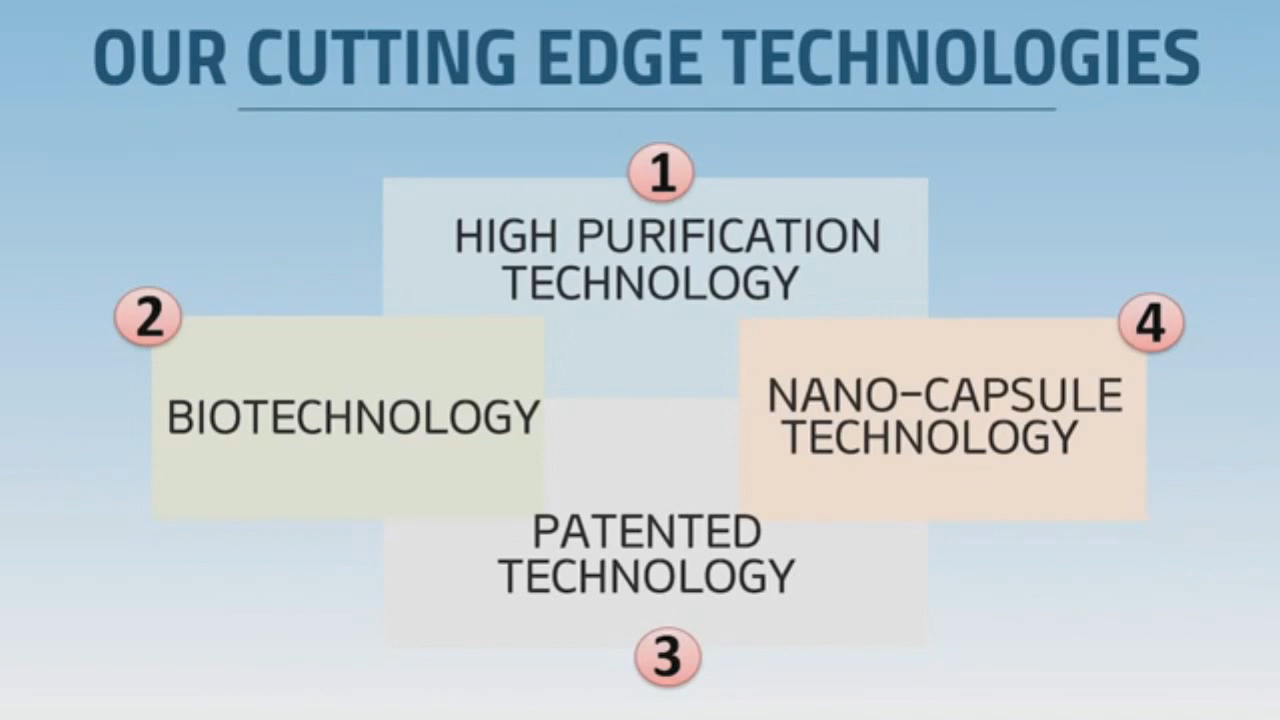 OUR CUTTING EDGE TECHNOLOGIES
1
HIGH PURIFICATION
TECHNOLOGY
2
BIOTECHNOLOGY
4
NANO-CAPSULE
TECHNOLOGY
PATENTED
TECHNOLOGY
3